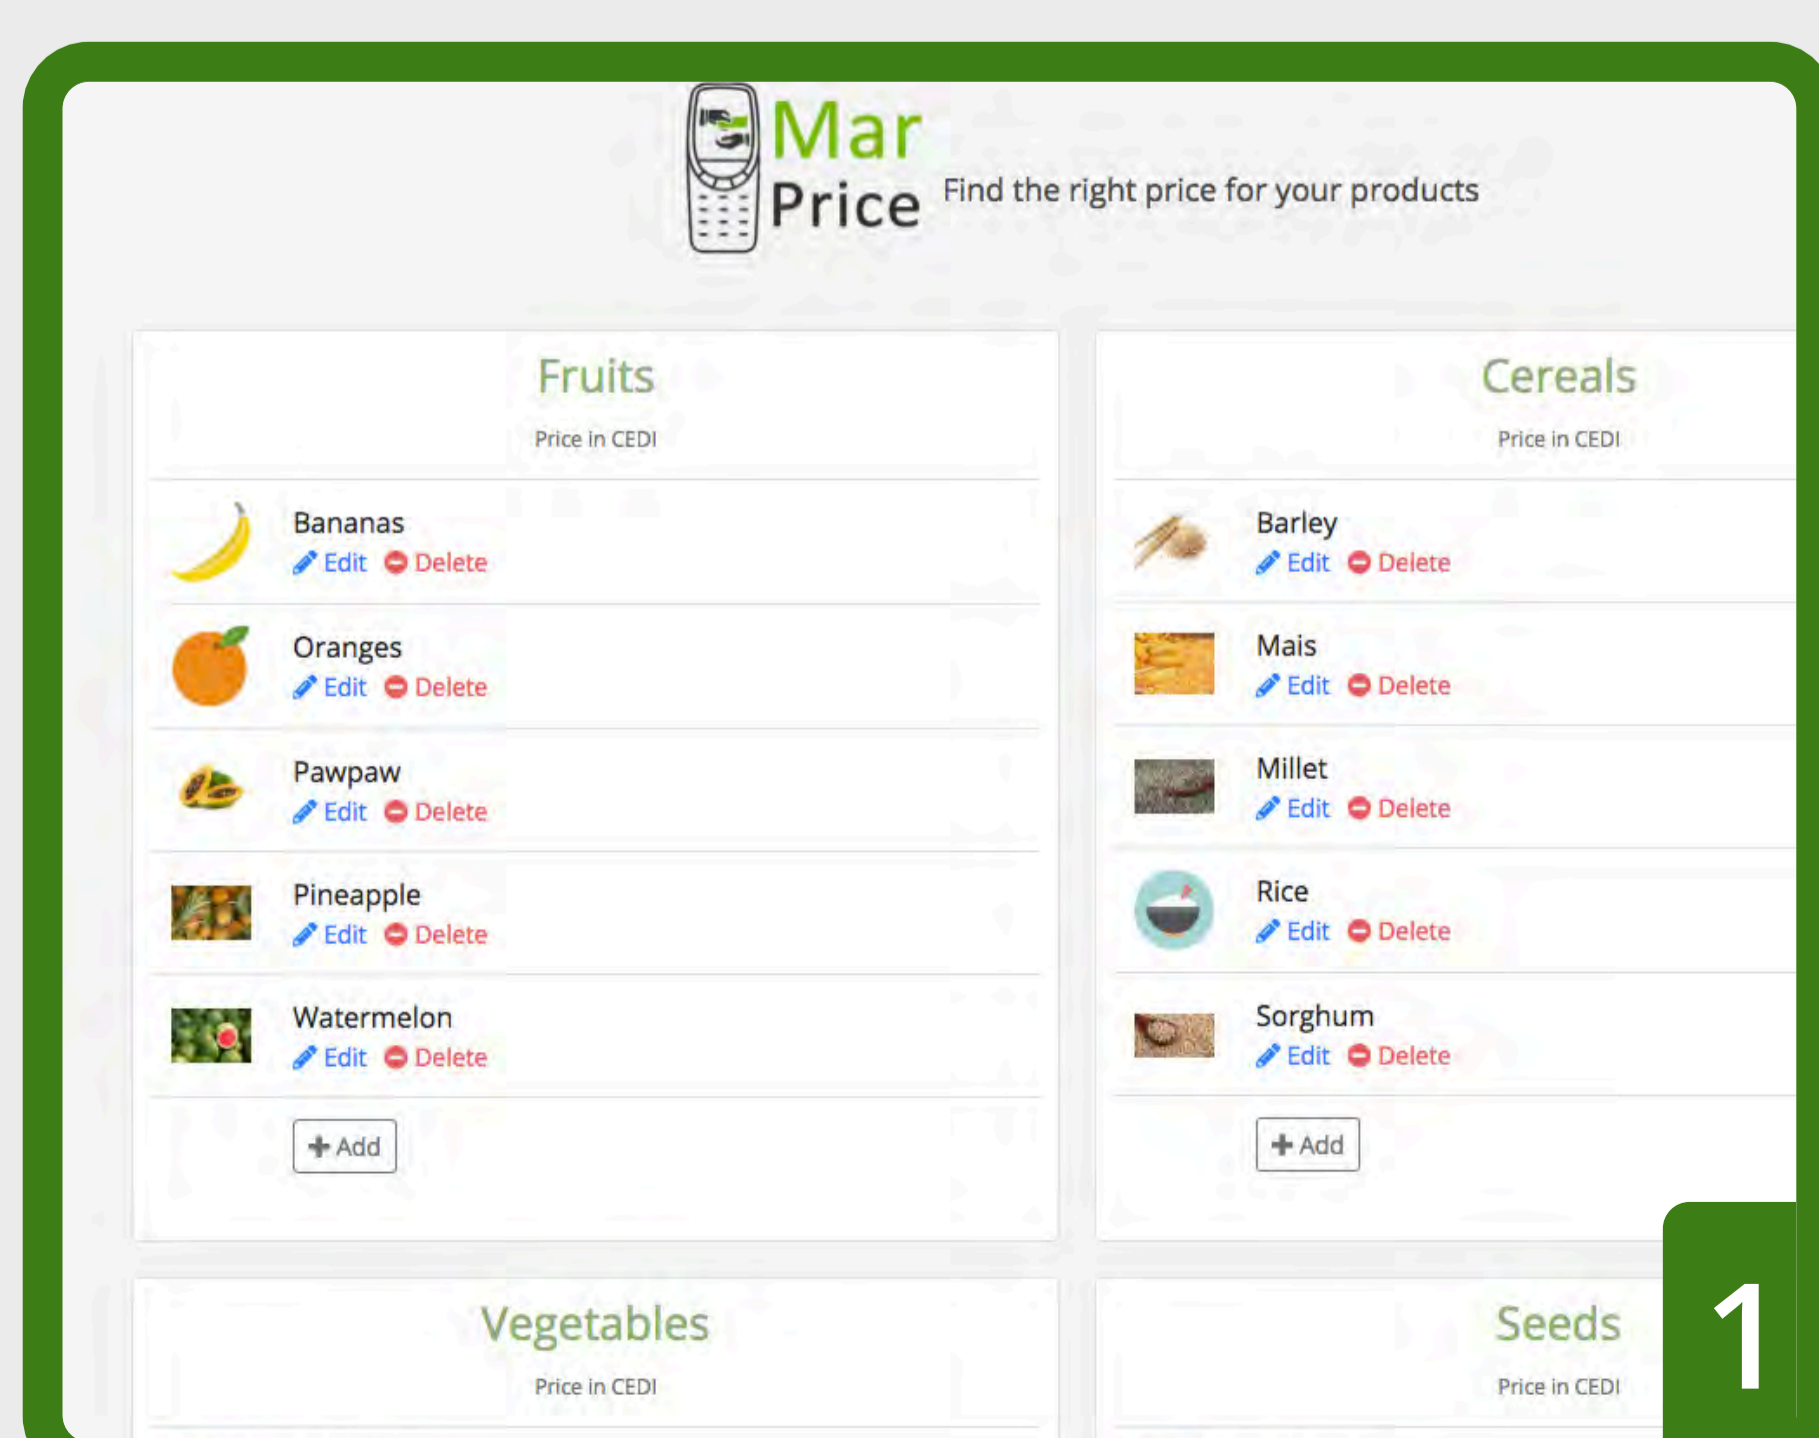 Mar
Price
Find the right price for your products
Fruits
Price in CEDI
Bananas
Edit Delete
Oranges
Edit Delete
Pawpaw
Edit Delete
Pineapple
Edit Delete
Watermelon
Edit Delete
Add
Cereals
Price in CEDI
Barley
Edit Delete
Mais
Edit Delete
Millet
Edit Delete
Rice
Edit Delete
Sorghum
Edit Delete
Add
Vegetables
Price in CEDI
Seeds
Price in CEDI
1